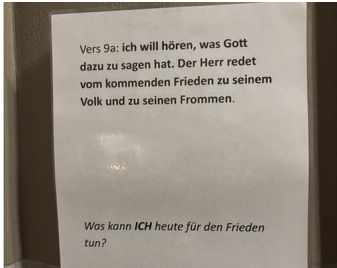 Vers 9a: ich will hören, was Gott
dazu zu sagen hat. Der Herr redet
vom kommenden Frieden zu seinem
Volk und zu seinen Frommen.
Was kann ICH heute für den Frieden
tun?